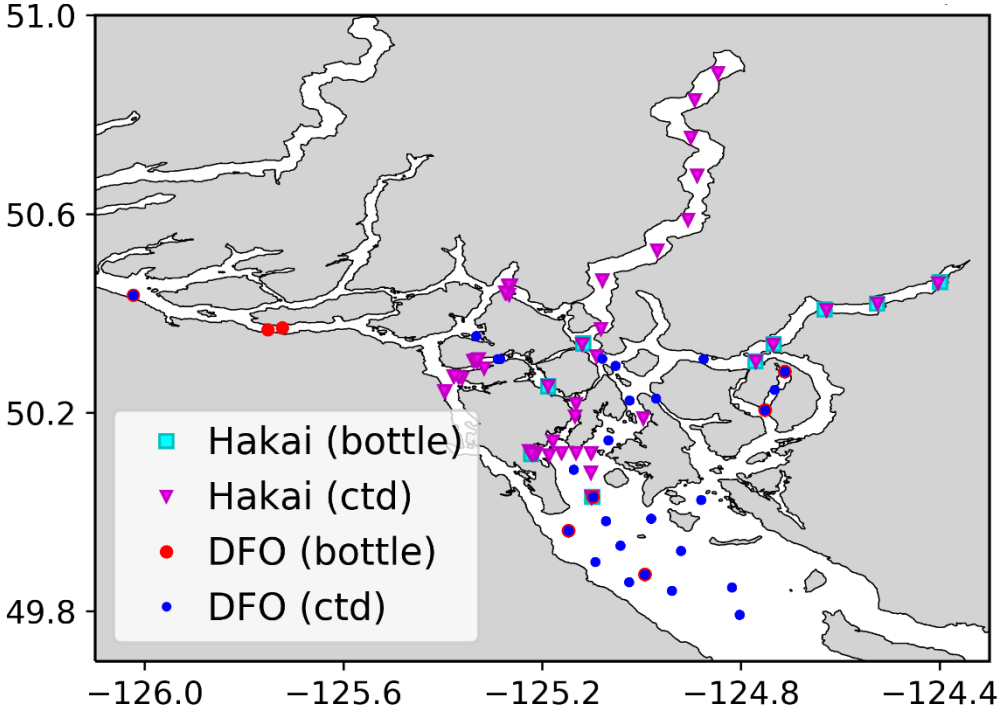 51.0
50.6
50.2
49.8
Hakai (bottle)
Hakai (ctd)
DFO (bottle)
DFO (ctd)
−126.0 −125.6 −125.2 −124.8 −124.4